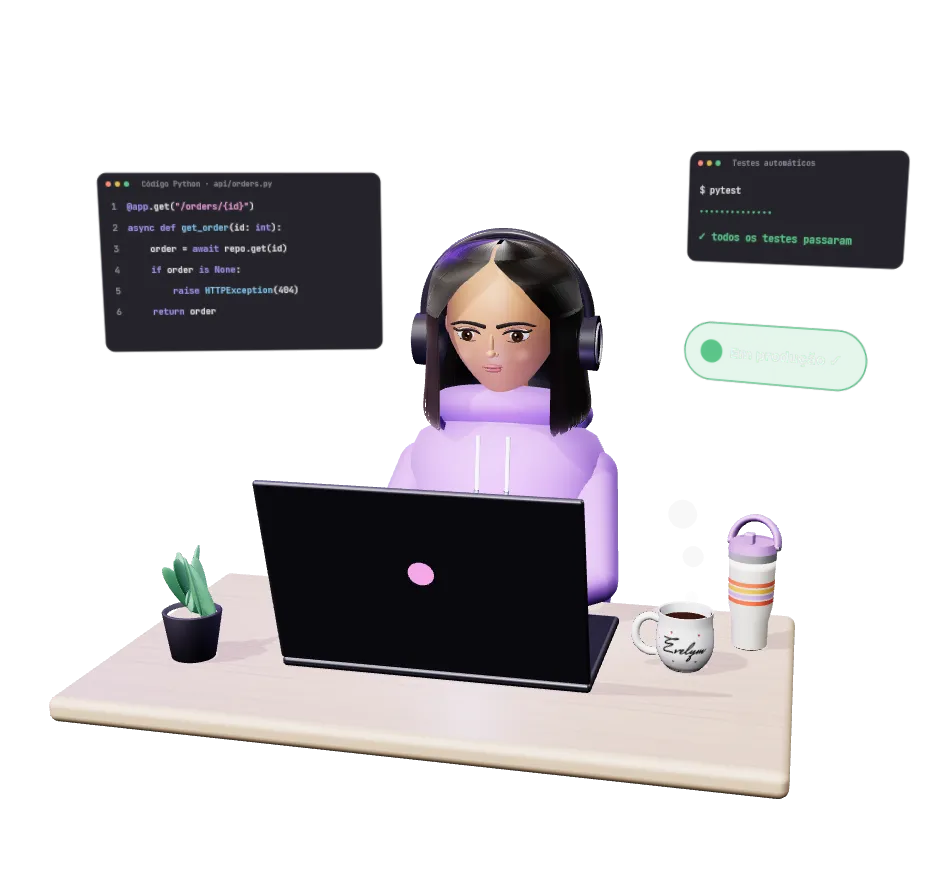 Código Python · api/orders.py
1 @app.get("/orders/{id}")
2 async def get_order(id: int):
3 order = await repo.get(id)
4 if order is None:
5 raise HTTPException(404)
6 return order
Testes automáticos
$ pytest
..............
✓ todos os testes passaram
Evelym